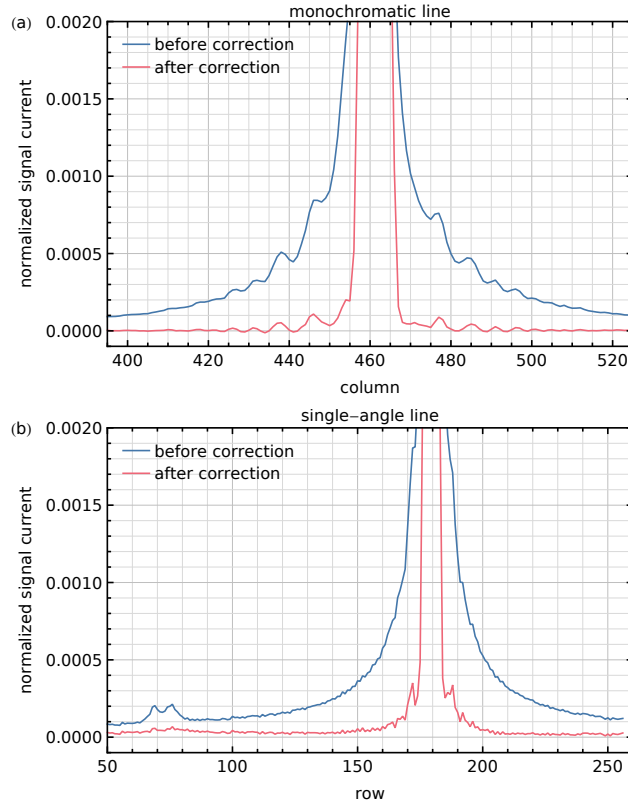 monochromatic line
(a)
before correction
after correction
normalized signal current
0.0020
0.0015
0.0010
0.0005
0.0000
400 420 440 460 480 500 520
column
single−angle line
(b)
before correction
after correction
normalized signal current
0.0020
0.0015
0.0010
0.0005
0.0000
50 100 150 200 250
row